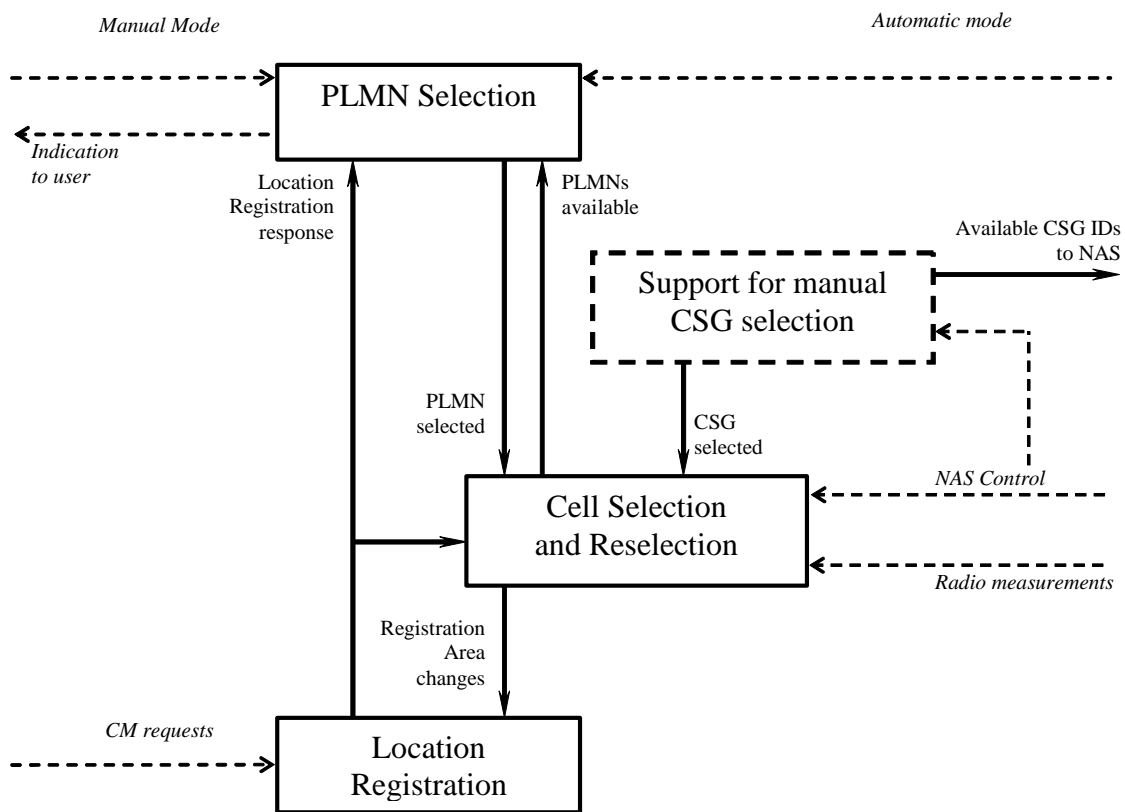 Manual Mode
Automatic mode
PLMN Selection
Indication
to user
Location
Registration
response
PLMNs
available
Available CSG IDs
to NAS
Support for manual
CSG selection
PLMN
selected
CSG
selected
NAS Control
Cell Selection
and Reselection
Radio measurements
Registration
Area
changes
CM requests
Location
Registration